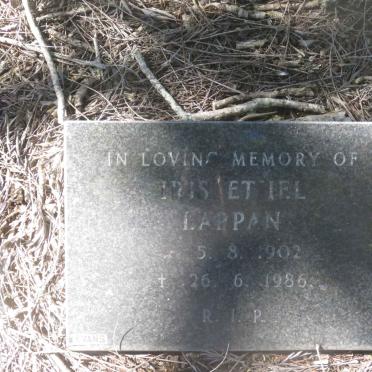 IN LOVING MEMORY OF
IRIS ETHEL
LAPPAN
5. 8. 1902
† 26. 6. 1986
R. I. P.